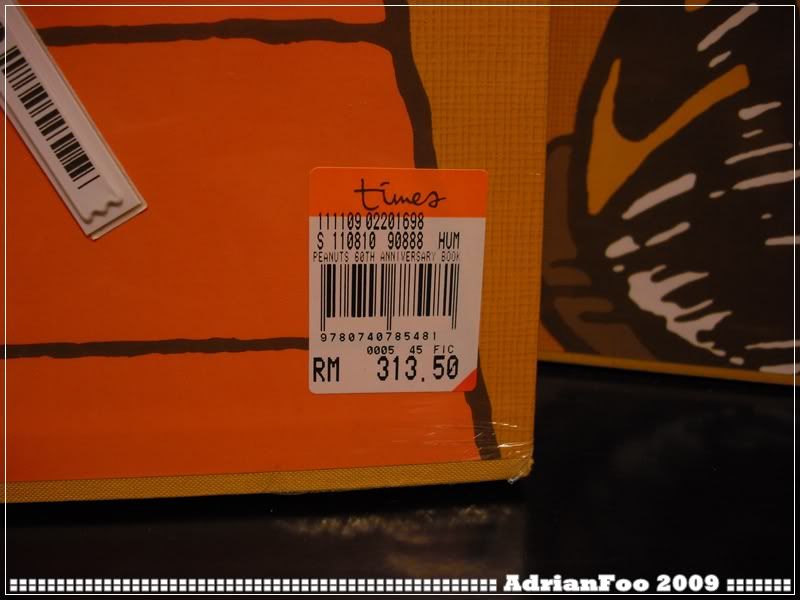 times
111109 02201698
S 110810 90888 HUM
PEANUTS 60TH ANNIVERSARY BOOK
9780740785481
0005 45 FIC
RM 313.50
AdrianFoo 2009